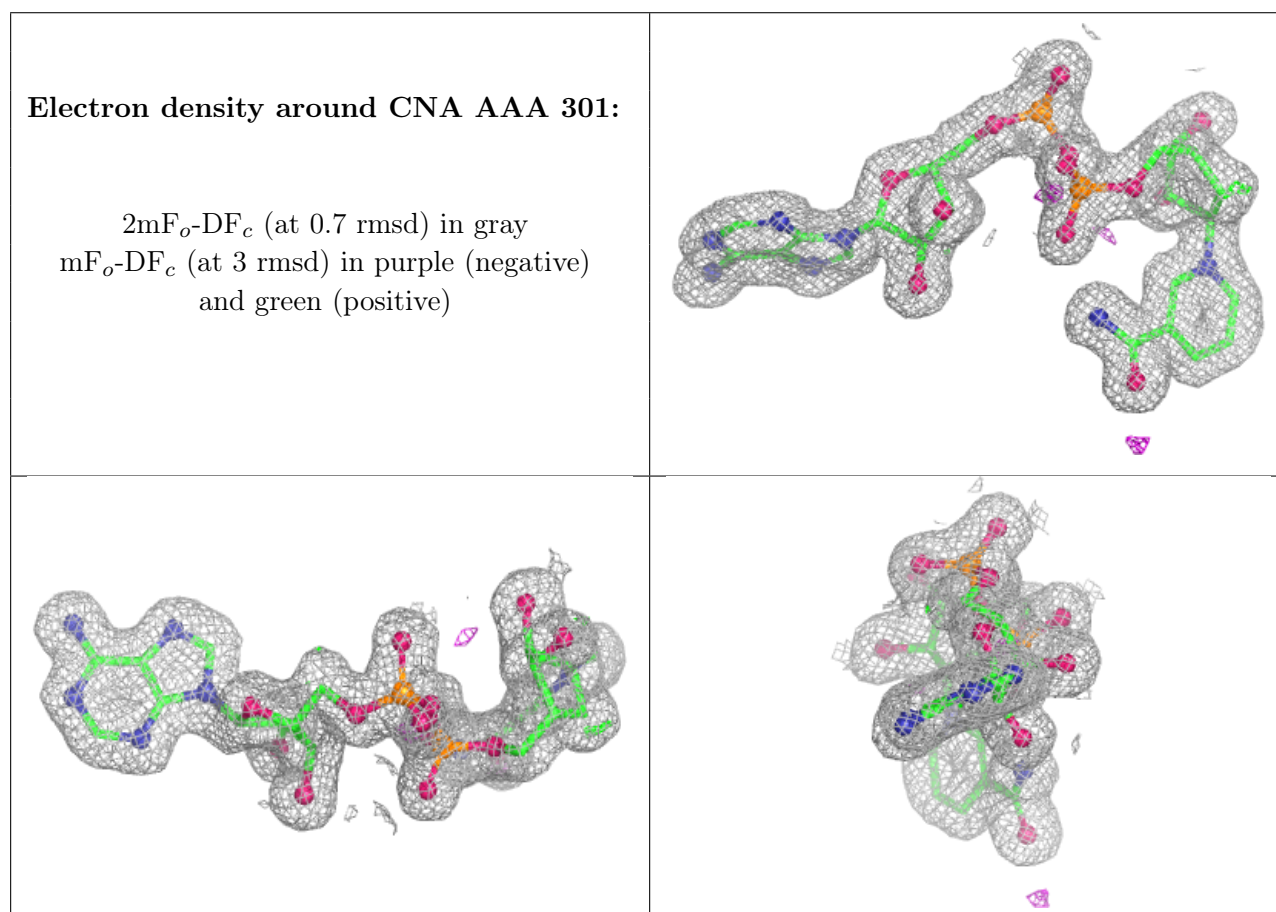 Electron density around CNA AAA 301:
2mFo-DFc (at 0.7 rmsd) in gray
mFo-DFc (at 3 rmsd) in purple (negative)
and green (positive)